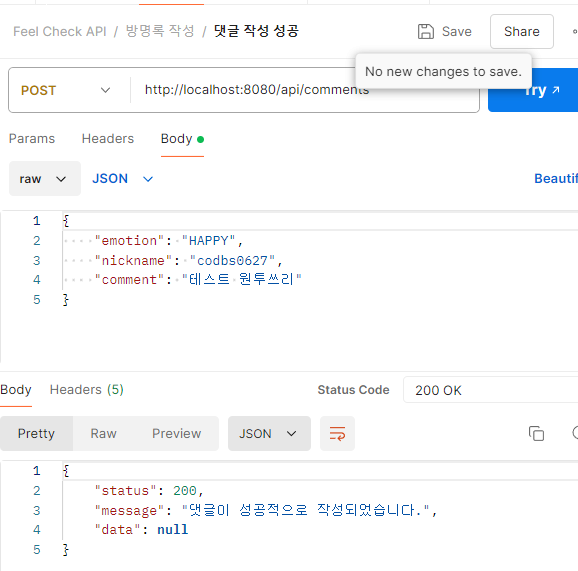 Feel Check API / 방명록 작성 / 댓글 작성 성공
Save
Share
No new changes to save.
POST
http://localhost:8080/api/comments
Try
Params Headers Body
raw JSON
Beautif
1 {
2 "emotion": "HAPPY",
3 "nickname": "codbs0627",
4 "comment": "테스트 원투쓰리"
5 }
Body Headers (5) Status Code 200 OK
Pretty Raw Preview JSON
1 {
2 "status": 200,
3 "message": "댓글이 성공적으로 작성되었습니다.",
4 "data": null
5 }